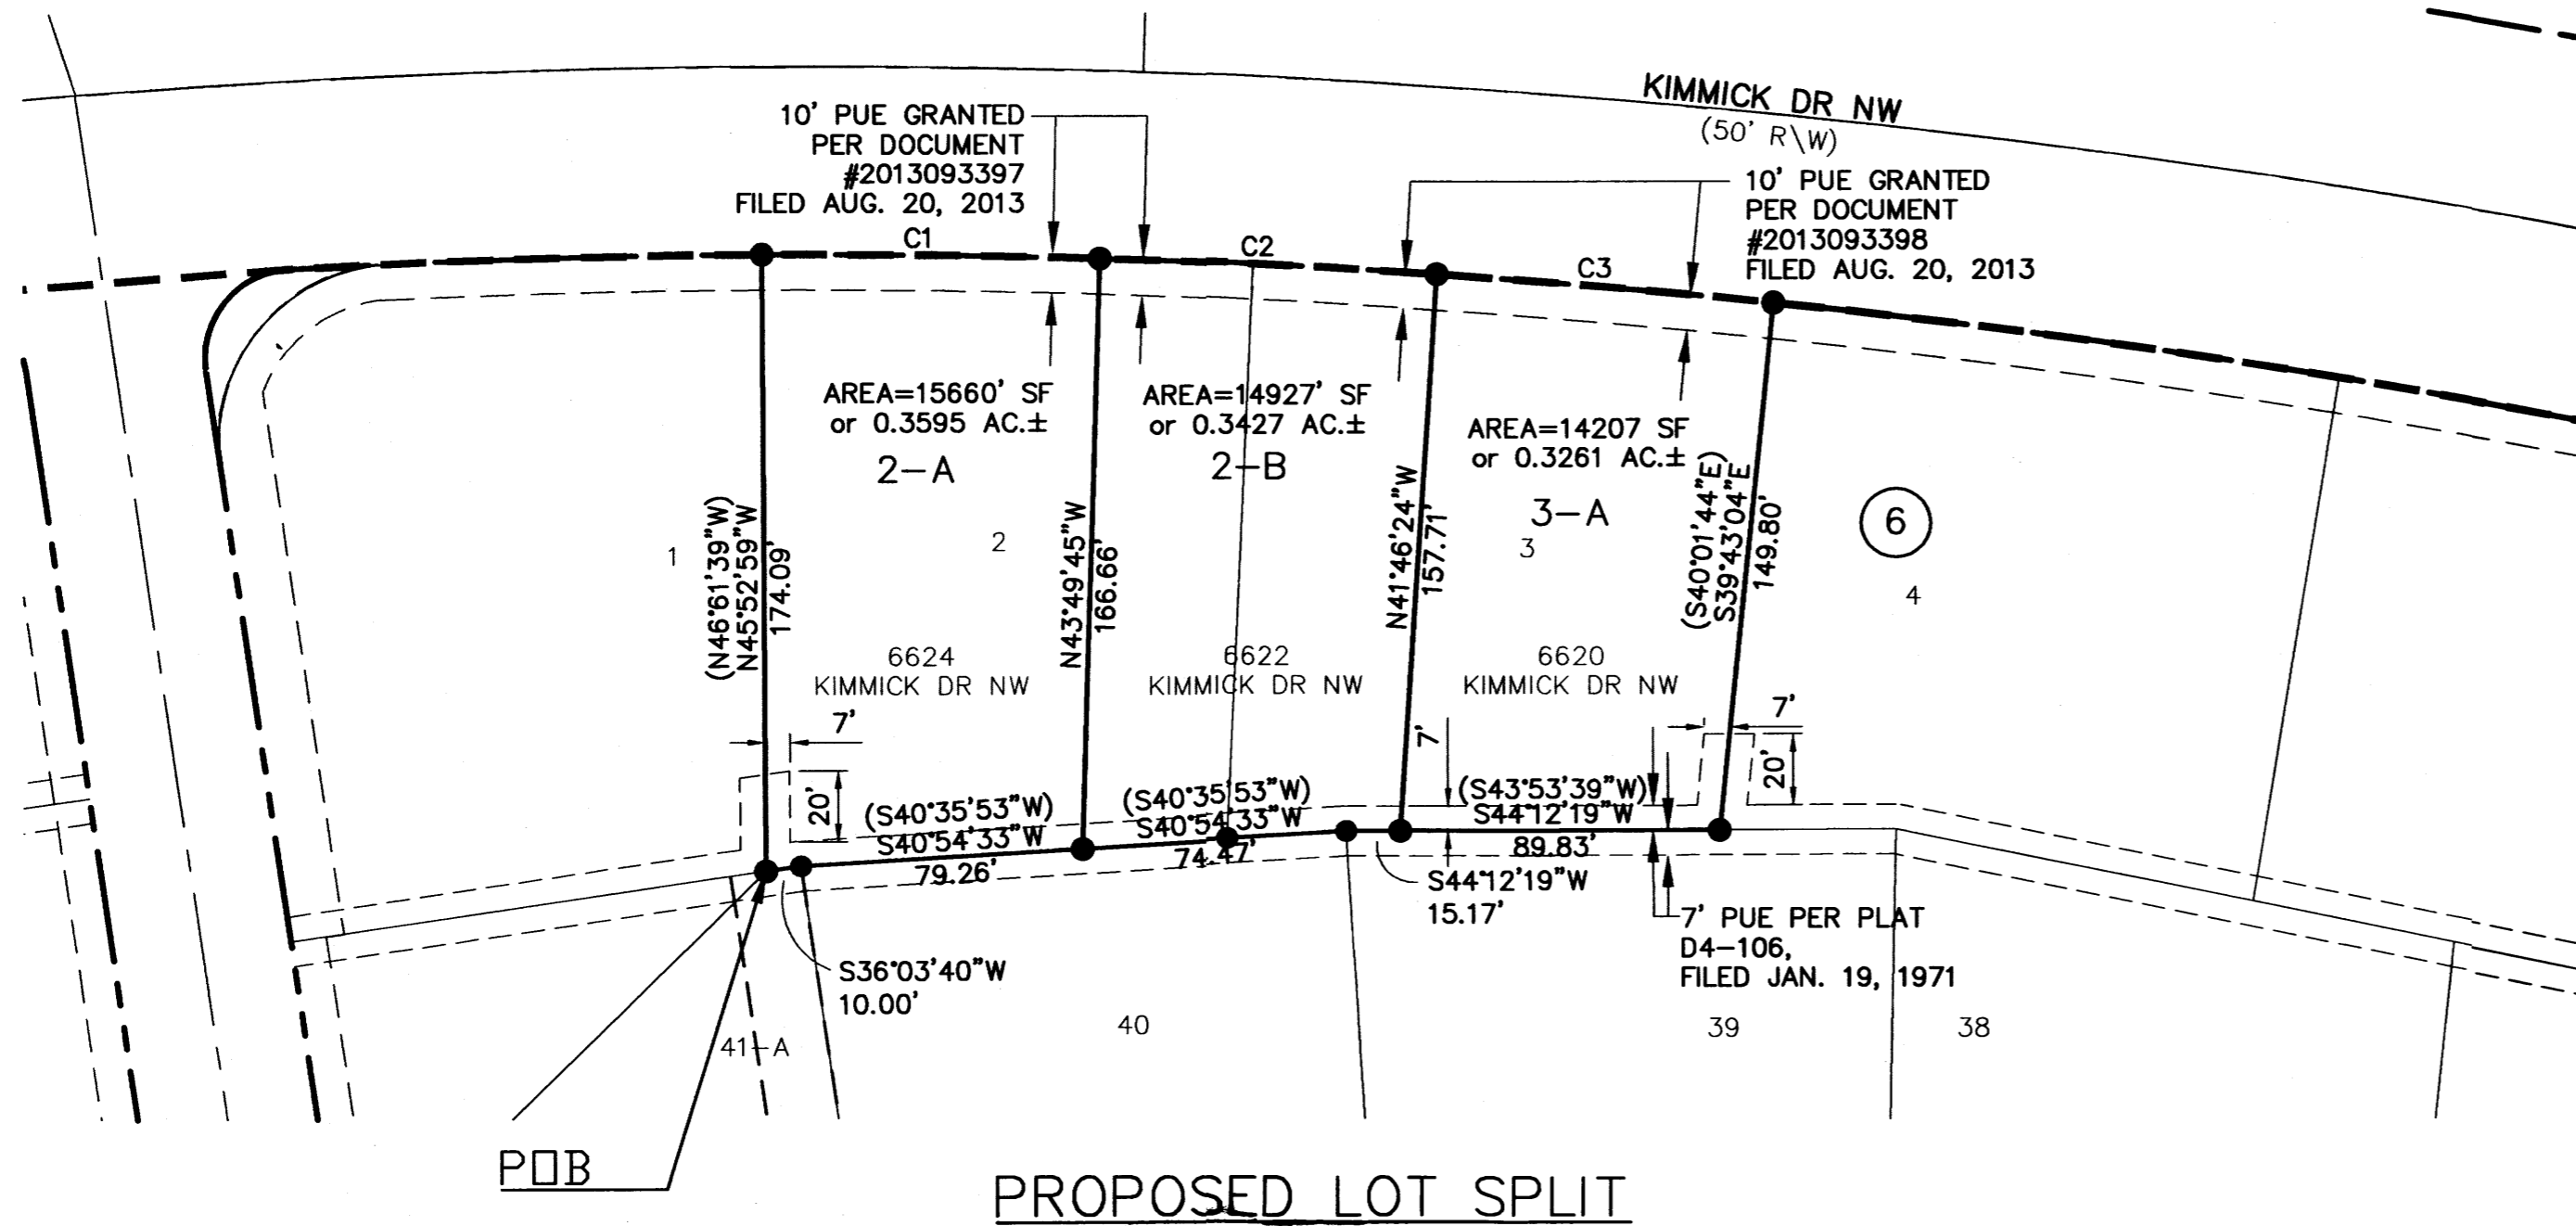 KIMMICK DR NW
(50' R\W)
10' PUE GRANTED
PER DOCUMENT
#2013093397
FILED AUG. 20, 2013
10' PUE GRANTED
PER DOCUMENT
#2013093398
FILED AUG. 20, 2013
C1
C2
C3
AREA=15660' SF
or 0.3595 AC.±
2-A
AREA=14927' SF
or 0.3427 AC.±
2-B
AREA=14207 SF
or 0.3261 AC.±
3-A
1
2
3
6
4
(N46°61'39"W)
N45°52'59"W
174.09'
N43°49'45"W
166.66'
N41°46'24"W
157.71'
(S40°01'44"E)
S39°43'04"E
149.80'
6624
KIMMICK DR NW
6622
KIMMICK DR NW
6620
KIMMICK DR NW
7'
20'
7'
7'
20'
(S40°35'53"W)
S40°54'33"W
79.26'
(S40°35'53"W)
S40°54'33"W
74.47'
(S43°53'39"W)
S44°12'19"W
89.83'
S44°12'19"W
15.17'
7' PUE PER PLAT
D4-106,
FILED JAN. 19, 1971
S36°03'40"W
10.00'
41-A
40
39
38
POB
PROPOSED LOT SPLIT